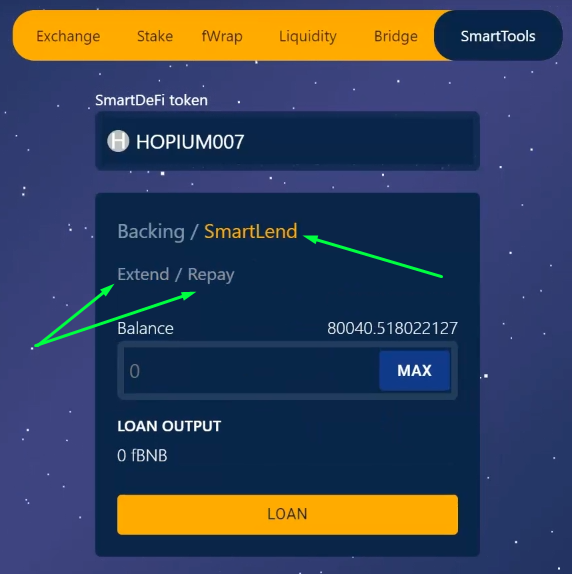 Exchange Stake fWrap Liquidity Bridge SmartTools
SmartDeFi token
H HOPIUM007
Backing / SmartLend
Extend / Repay
Balance 80040.518022127
0 MAX
LOAN OUTPUT
0 fBNB
LOAN